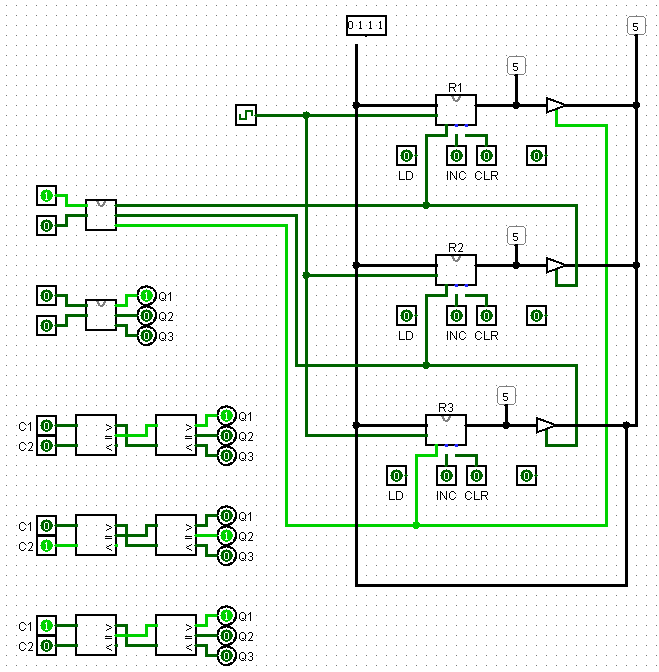 0 1 1 1
5
5
R1
0 0 0 0
LD INC CLR
1
0
5
R2
0 0 0 0
LD INC CLR
0 1 Q1
0 0 Q2
0 Q3
5
R3
C1 0 > > 1 Q1
C2 0 = = 0 Q2
< < 0 Q3
0 0 0 0
LD INC CLR
C1 0 > > 0 Q1
C2 1 = = 1 Q2
< < 0 Q3
C1 1 > > 1 Q1
C2 0 = = 0 Q2
< < 0 Q3